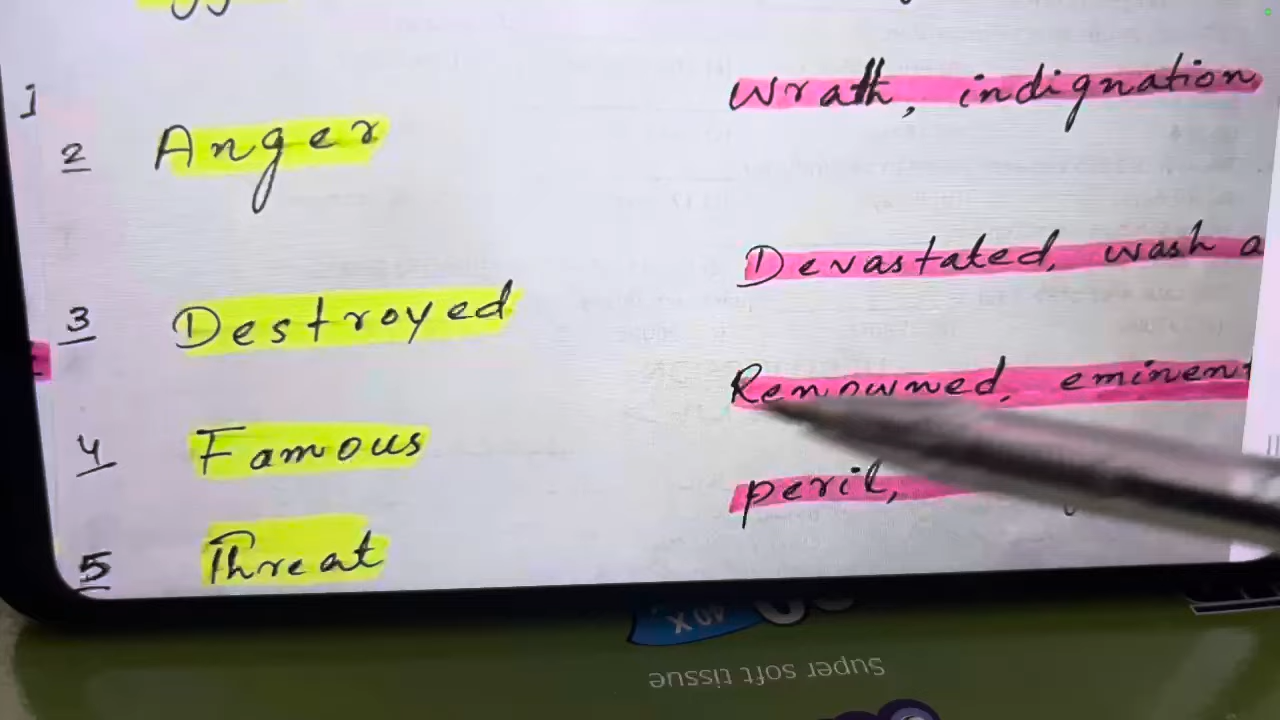 1
Wrath, indignation
2 Anger
Devastated, wash a
3 Destroyed
Renowned, eminent
4 Famous
peril,
5 Threat
40 X
Super soft tissue